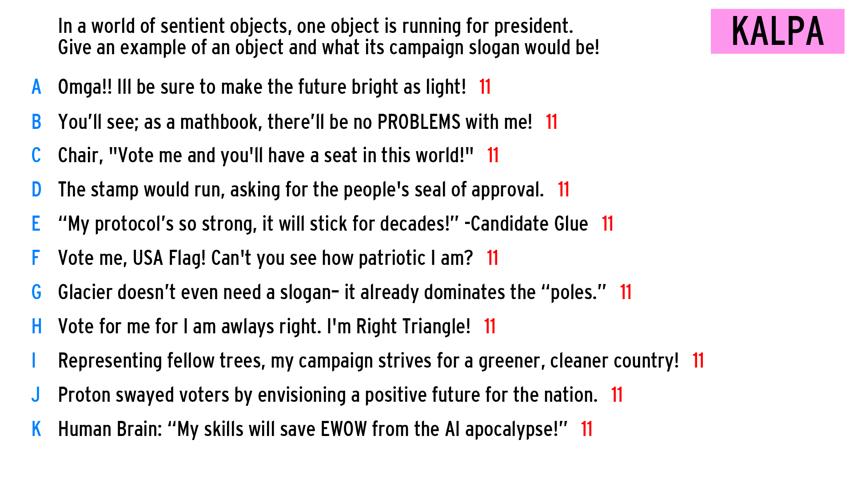 In a world of sentient objects, one object is running for president.
KALPA
Give an example of an object and what its campaign slogan would be!
A Omga!! Ill be sure to make the future bright as light! 11
B You’ll see; as a mathbook, there’ll be no PROBLEMS with me! 11
C Chair, "Vote me and you'll have a seat in this world!" 11
D The stamp would run, asking for the people's seal of approval. 11
E “My protocol’s so strong, it will stick for decades!” -Candidate Glue 11
F Vote me, USA Flag! Can't you see how patriotic I am? 11
G Glacier doesn’t even need a slogan– it already dominates the “poles.” 11
H Vote for me for I am awlays right. I'm Right Triangle! 11
I Representing fellow trees, my campaign strives for a greener, cleaner country! 11
J Proton swayed voters by envisioning a positive future for the nation. 11
K Human Brain: “My skills will save EWOW from the AI apocalypse!” 11